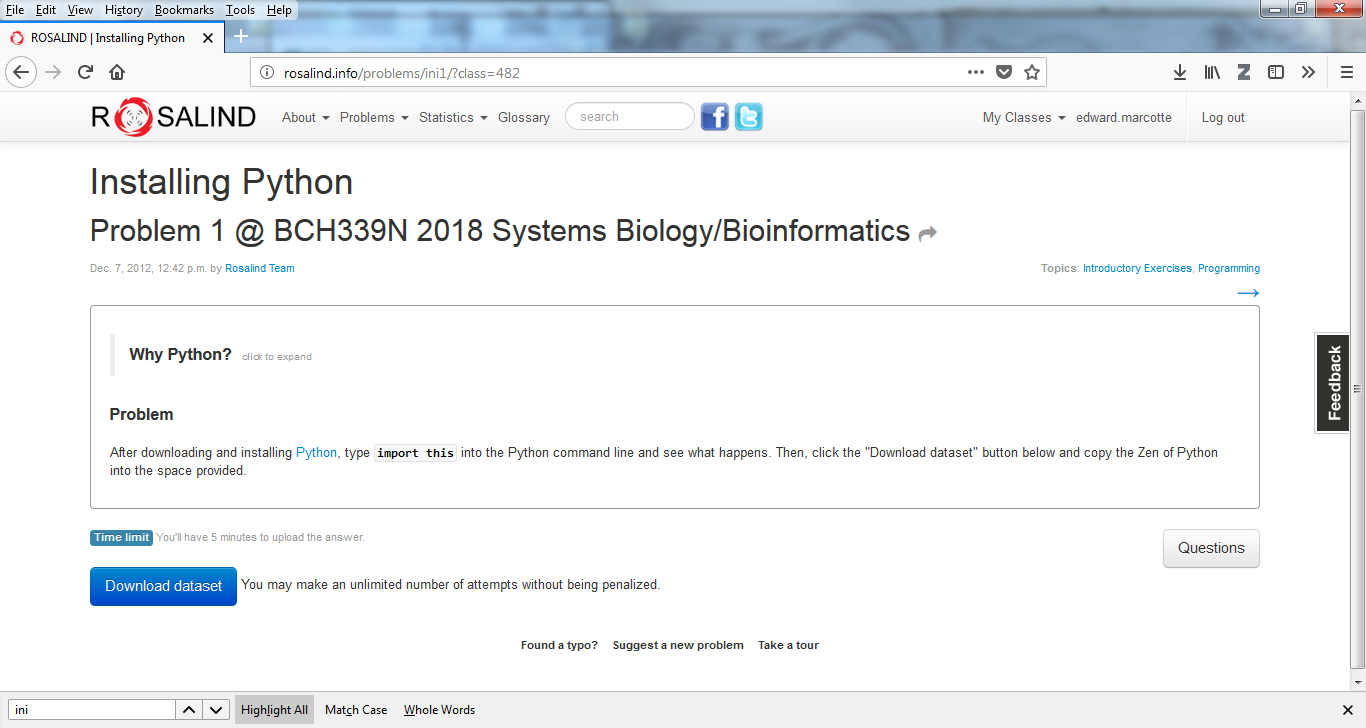 File Edit View History Bookmarks Tools Help
ROSALIND | Installing Python
rosalind.info/problems/ini1/?class=482
ROSALIND About Problems Statistics Glossary search My Classes edward.marcotte Log out
Installing Python
Problem 1 @ BCH339N 2018 Systems Biology/Bioinformatics
Dec. 7, 2012, 12:42 p.m. by Rosalind Team Topics: Introductory Exercises, Programming
Why Python? click to expand
Feedback
Problem
After downloading and installing Python, type import this into the Python command line and see what happens. Then, click the "Download dataset" button below and copy the Zen of Python
into the space provided.
Time limit You'll have 5 minutes to upload the answer.
Questions
Download dataset You may make an unlimited number of attempts without being penalized.
Found a typo? Suggest a new problem Take a tour
ini Highlight All Match Case Whole Words